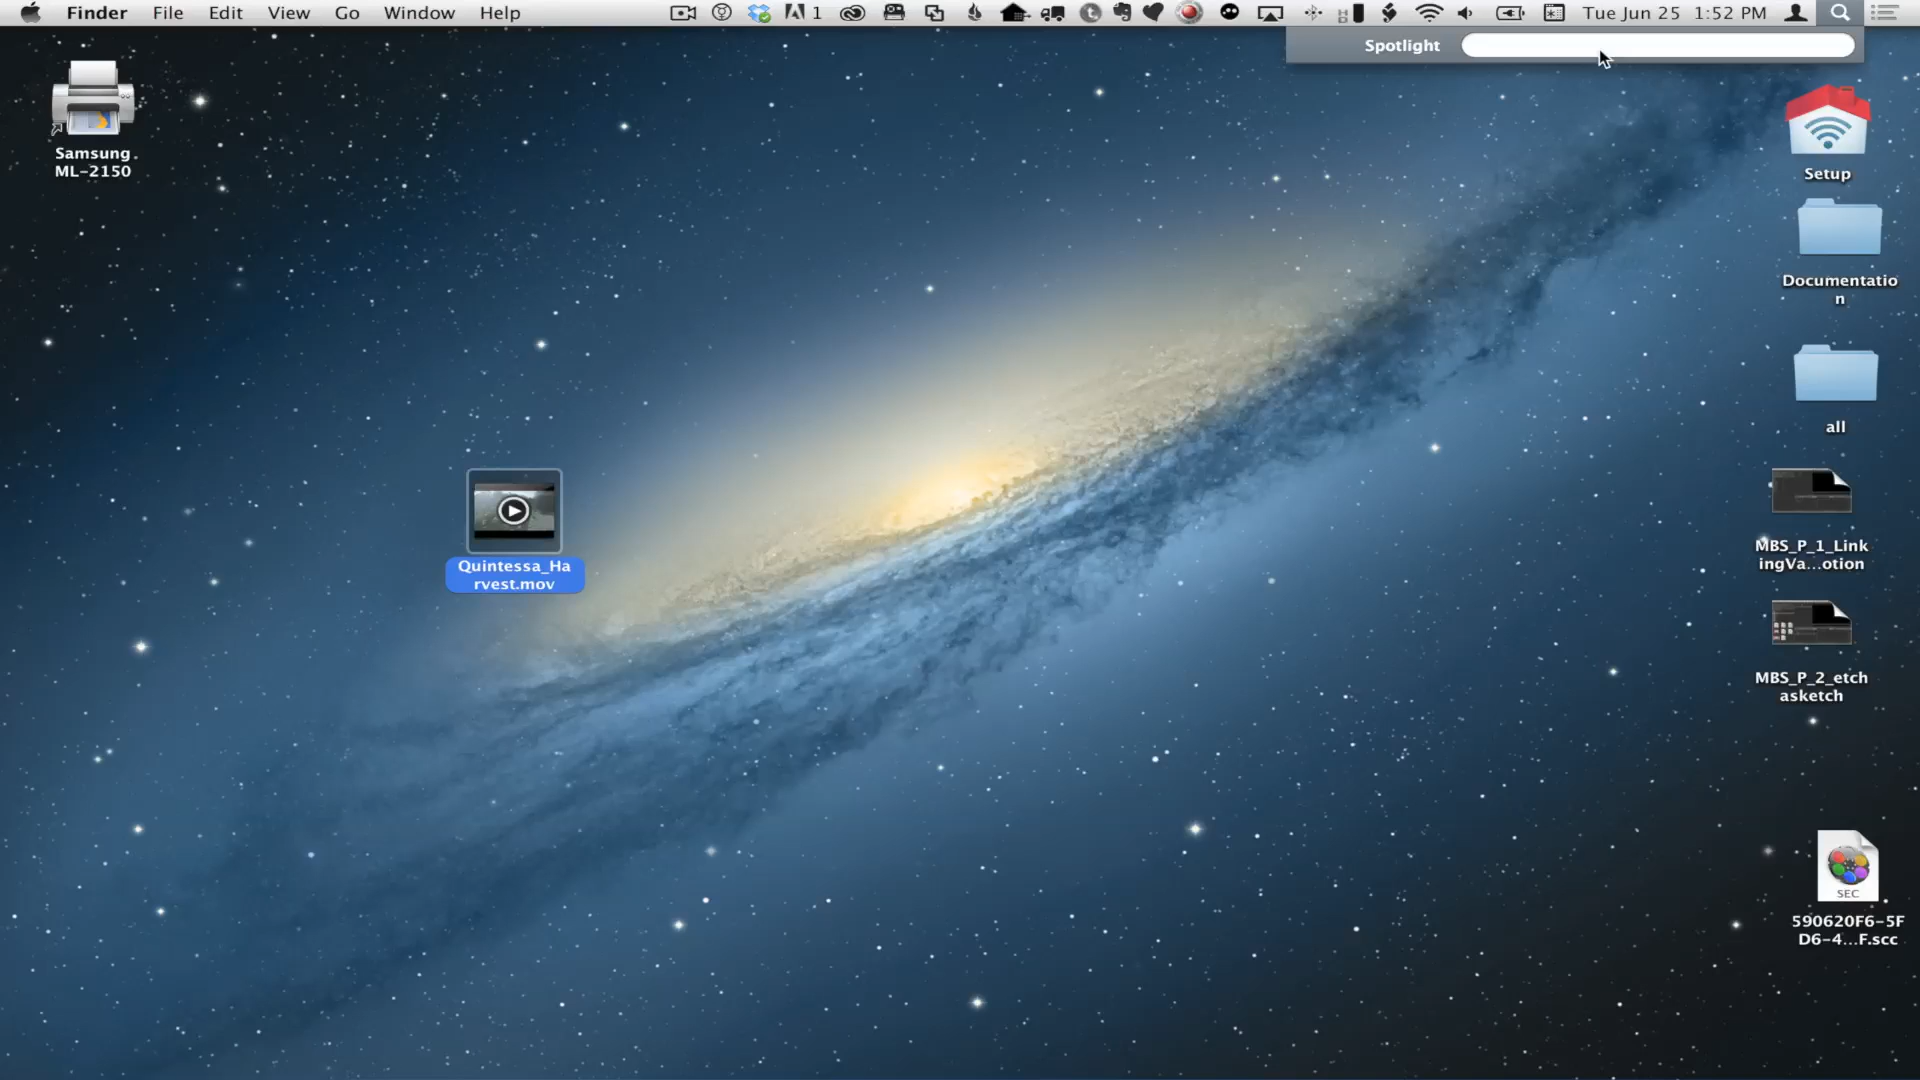 Finder File Edit View Go Window Help 1 Tue Jun 25 1:52 PM
Spotlight
Samsung
ML-2150
Setup
Documentatio
n
all
Quintessa_Ha
rvest.mov
MBS_P_1_Link
ingVa...otion
MBS_P_2_etch
asketch
SEC
590620F6-5F
D6-4...F.scc